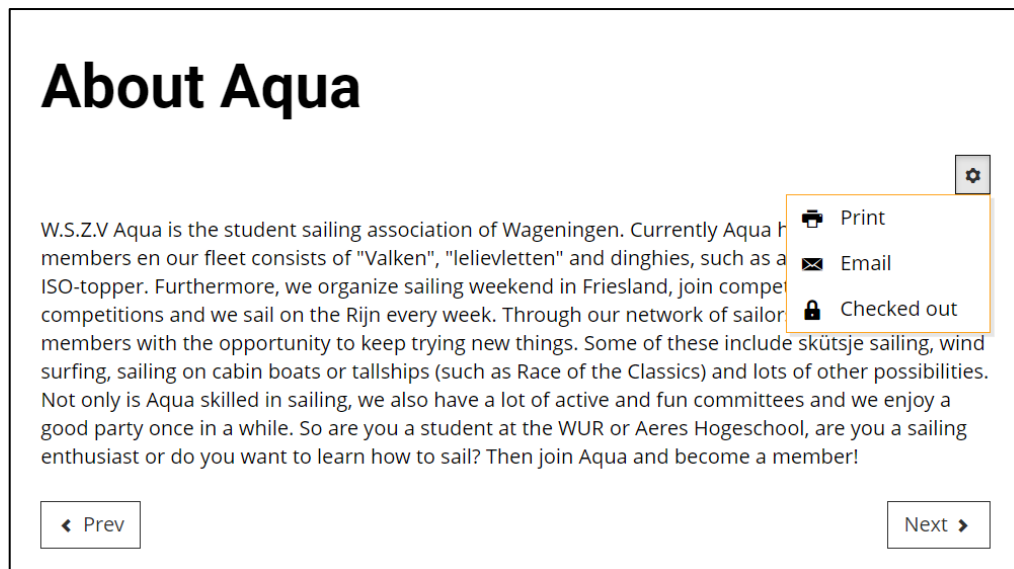 About Aqua
Print
Email
Checked out
W.S.Z.V Aqua is the student sailing association of Wageningen. Currently Aqua
members en our fleet consists of "Valken", "lelievletten" and dinghies, such as a
ISO-topper. Furthermore, we organize sailing weekend in Friesland, join
competitions and we sail on the Rijn every week. Through our network of
members with the opportunity to keep trying new things. Some of these include skûtsje sailing, wind
surfing, sailing on cabin boats or tallships (such as Race of the Classics) and lots of other possibilities.
Not only is Aqua skilled in sailing, we also have a lot of active and fun committees and we enjoy a
good party once in a while. So are you a student at the WUR or Aeres Hogeschool, are you a sailing
enthusiast or do you want to learn how to sail? Then join Aqua and become a member!
Prev
Next